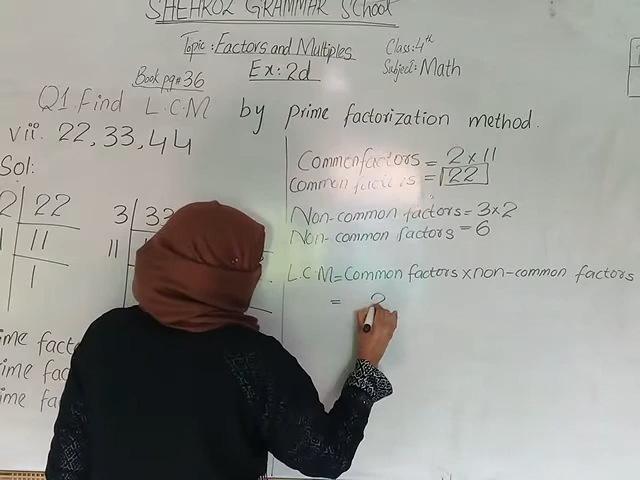 SHEHROZ GRAMMAR SCHOOL
Topic: Factors and Multiples
Class: 4th
Subject: Math
Book pg# 36
Ex: 2d
Q1. Find L.C.M by prime factorization method.
vii. 22, 33, 44
Sol:
2 22
11
1
3 33
11
Common factors = 2 x 11
Common factors = 22
Non-common factors = 3x2
Non-common factors = 6
L.C.M = Common factors x non-common factors
= 2